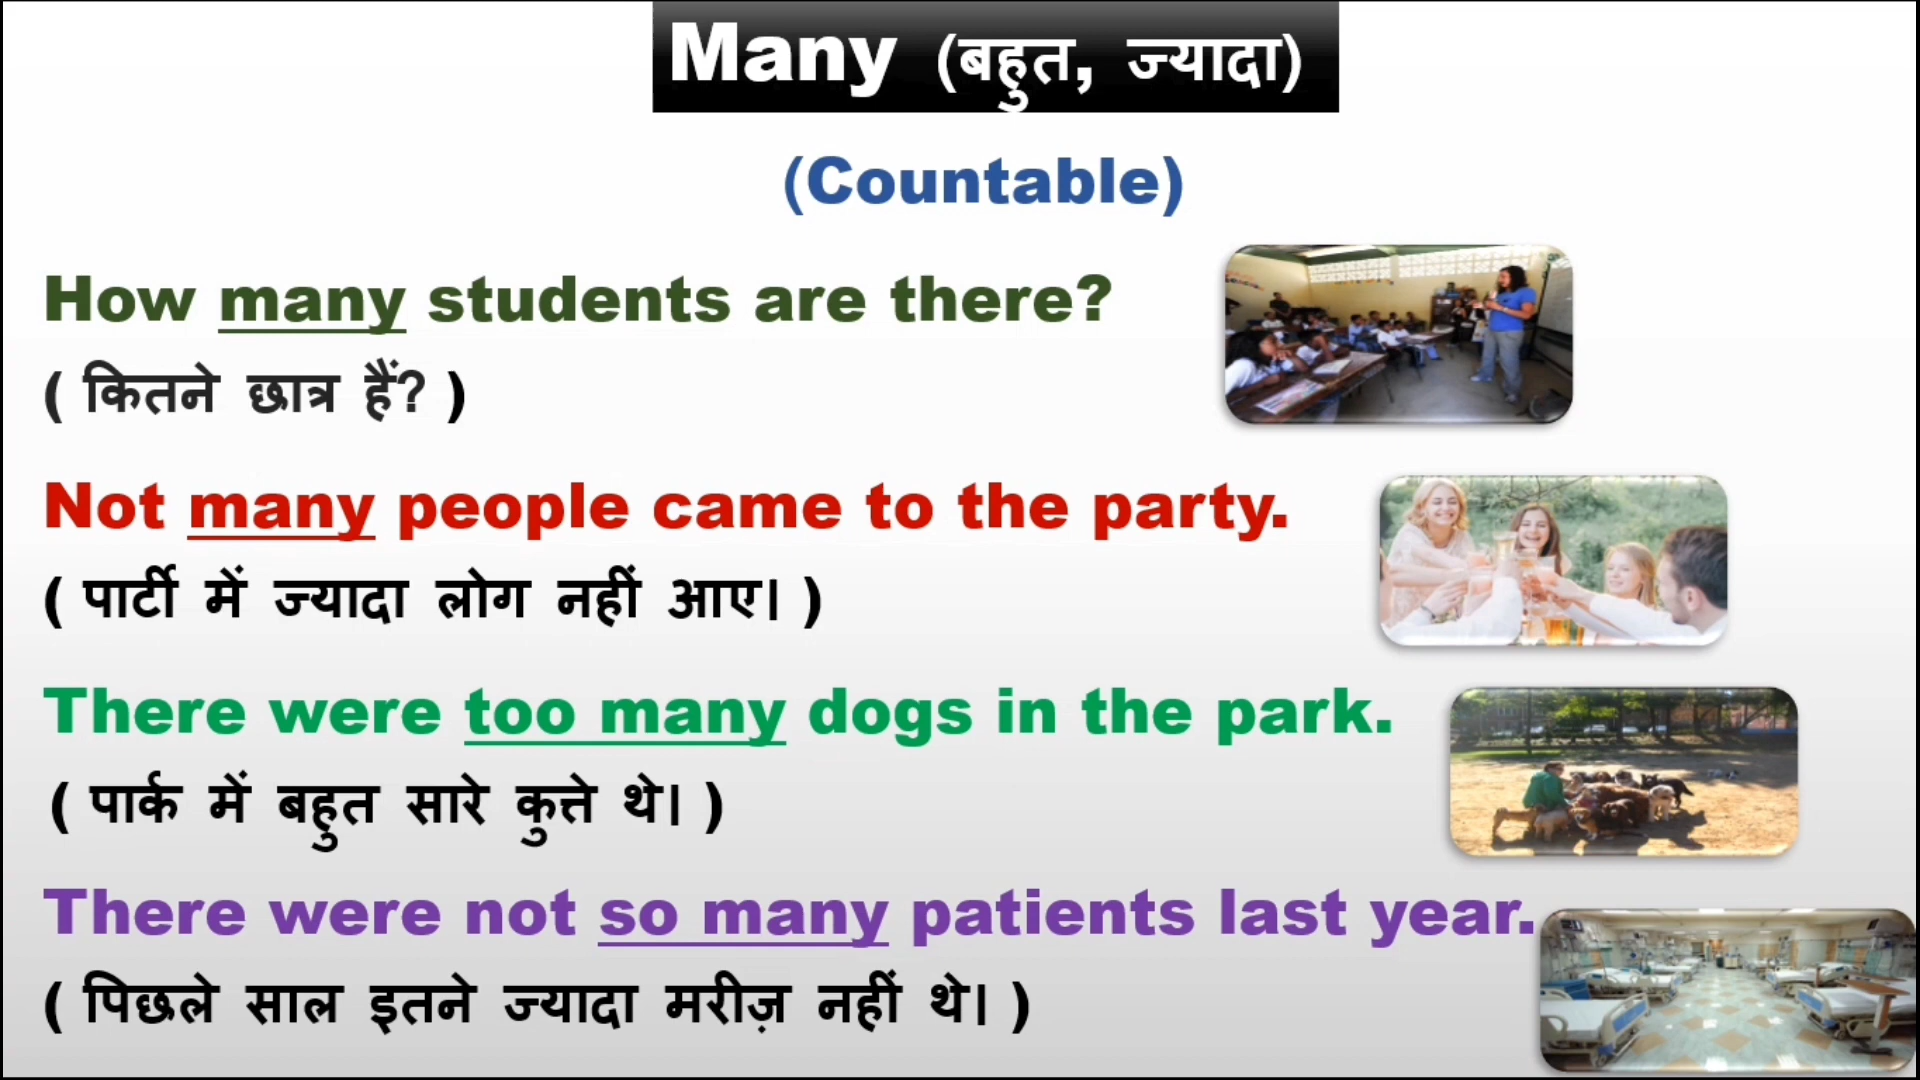 Many (बहुत, ज्यादा)
(Countable)
How many students are there?
( कितने छात्र हैं? )
Not many people came to the party.
( पार्टी में ज्यादा लोग नहीं आए। )
There were too many dogs in the park.
( पार्क में बहुत सारे कुत्ते थे। )
There were not so many patients last year.
( पिछले साल इतने ज्यादा मरीज़ नहीं थे। )